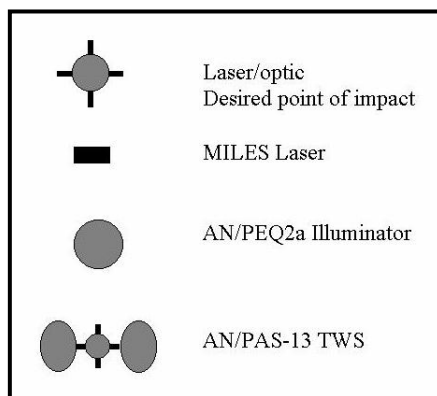 Laser/optic
Desired point of impact
MILES Laser
AN/PEQ2a Illuminator
AN/PAS-13 TWS